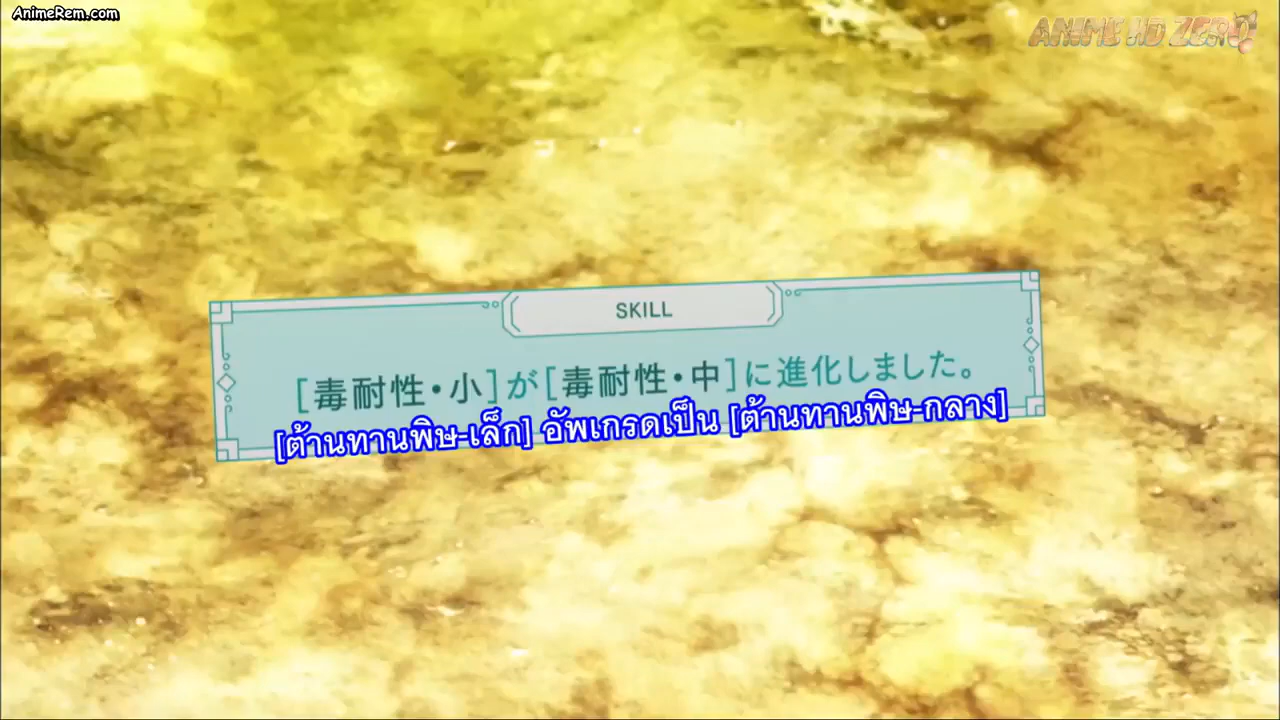 AnimeRem.com
ANIME HD ZERO
SKILL
[毒耐性・小]が[毒耐性・中]に進化しました。
[ต้านทานพิษ-เล็ก] อัพเกรดเป็น [ต้านทานพิษ-กลาง]